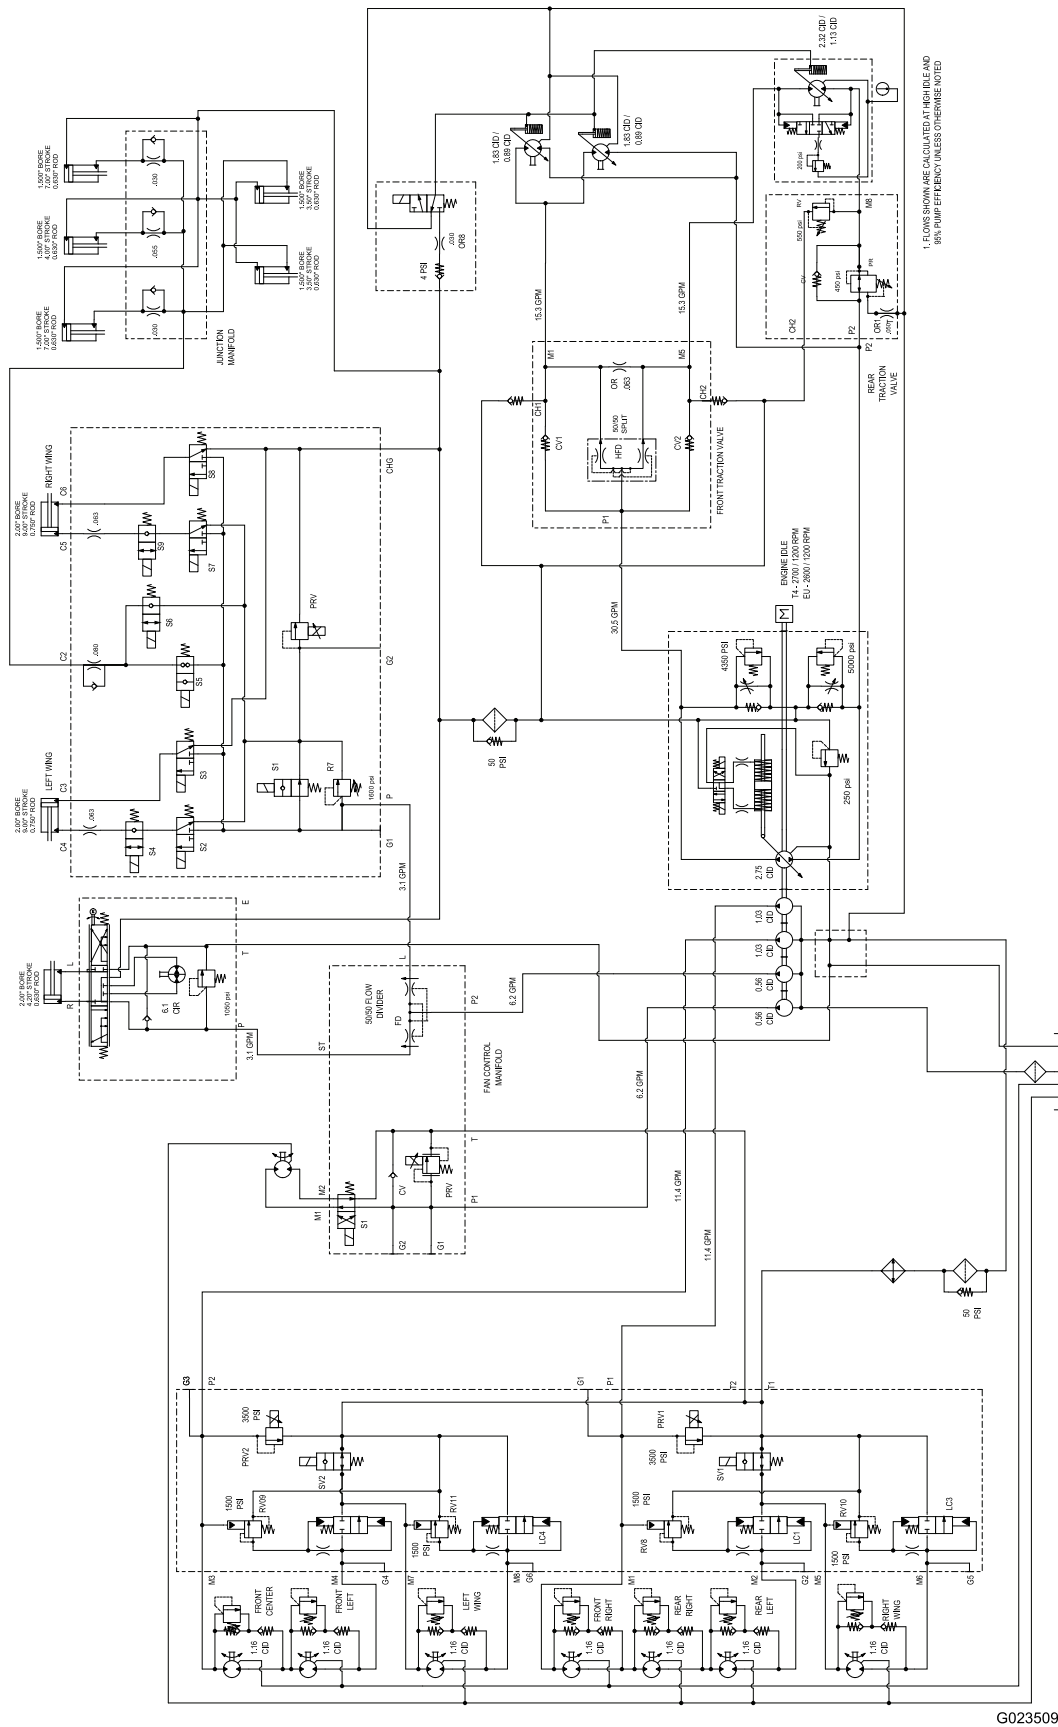 1.500" BORE
7.00" STROKE
0.630" ROD
1.500" BORE
4.00" STROKE
0.630" ROD
1.500" BORE
7.00" STROKE
0.630" ROD
.030
.055
.030
1.500" BORE
3.50" STROKE
0.630" ROD
1.500" BORE
3.50" STROKE
0.630" ROD
JUNCTION
MANIFOLD
4 PSI
.030
OR8
1.83 CID /
0.89 CID
1.83 CID /
0.89 CID
2.32 CID /
1.13 CID
200 psi
1. FLOWS SHOWN ARE CALCULATED AT HIGH IDLE AND
95% PUMP EFFICIENCY UNLESS OTHERWISE NOTED
RV
550 psi
M8
CV
450 psi
PR
CH2
P2
OR1
P2
REAR
TRACTION
VALVE
15.3 GPM
15.3 GPM
M1
M5
OR
.063
CH1
CH2
50/50
SPLIT
HFD
CV1
CV2
P1
FRONT TRACTION VALVE
30.5 GPM
ENGINE IDLE
T4 - 2700 / 1200 RPM
EU - 2600 / 1200 RPM
M
4350 PSI
5000 psi
250 psi
2.75
CID
1.03
CID
1.03
CID
0.56
CID
0.56
CID
RIGHT WING
2.00" BORE
9.00" STROKE
0.750" ROD
C6
C5
.063
S9
S8
S7
CHG
C2
.080
S6
S5
PRV
G2
LEFT WING
2.00" BORE
9.00" STROKE
0.750" ROD
C3
C4
.063
S4
S3
S2
S1
R7
1600 psi
P
G1
50
PSI
3.1 GPM
2.00" BORE
4.20" STROKE
0.630" ROD
L
R
E
T
P
6.1
CIR
1050 psi
3.1 GPM
L
50/50 FLOW
DIVIDER
FD
ST
P2
6.2 GPM
FAN CONTROL
MANIFOLD
6.2 GPM
T
CV
PRV
P1
M2
M1
S1
G2
G1
11.4 GPM
11.4 GPM
50
PSI
G3
P2
G1
P1
T2
T1
3500
PSI
PRV2
SV2
1500
PSI
RV09
RV11
1500
PSI
LC4
PRV1
3500
PSI
SV1
1500
PSI
RV8
LC1
RV10
1500
PSI
LC3
M3
M4
G4
M7
M8
G6
M1
M2
G2
M5
M6
G5
FRONT
CENTER
1.16
CID
FRONT
LEFT
1.16
CID
LEFT
WING
1.16
CID
FRONT
RIGHT
1.16
CID
REAR
RIGHT
1.16
CID
REAR
LEFT
1.16
CID
RIGHT
WING
1.16
CID
G023509